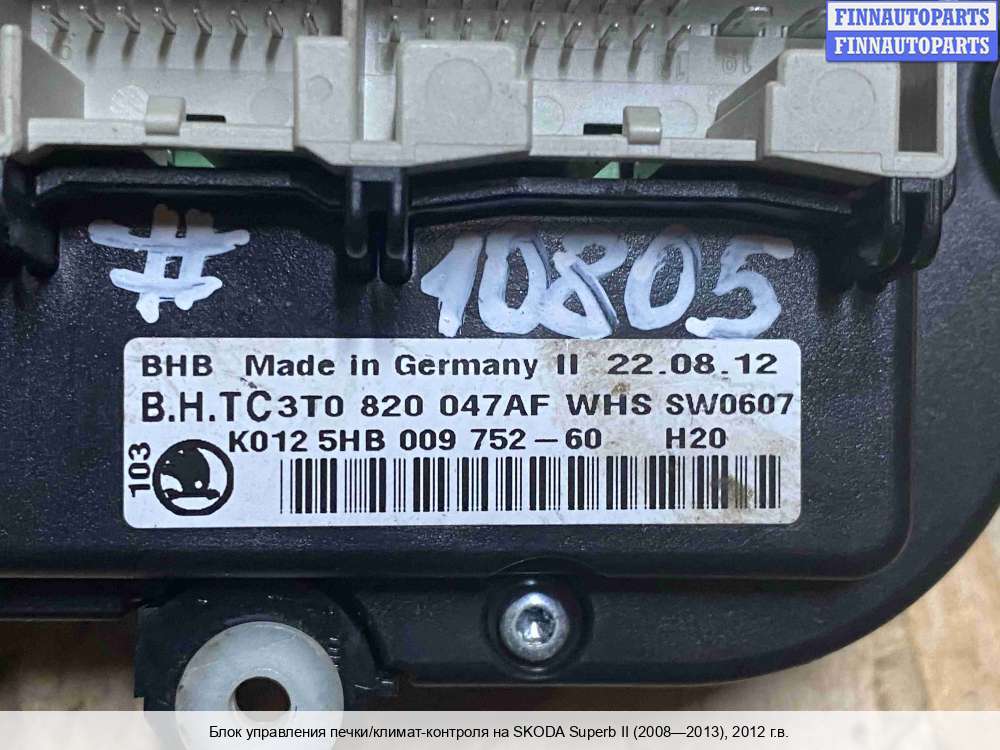 FINNAUTOPARTS
FINNAUTOPARTS
# 10805
BHB Made in Germany II 22.08.12
B.H.TC 3T0 820 047AF WHS SW0607
K012 5HB 009 752-60 H20
103
Блок управления печки/климат-контроля на SKODA Superb II (2008—2013), 2012 г.в.